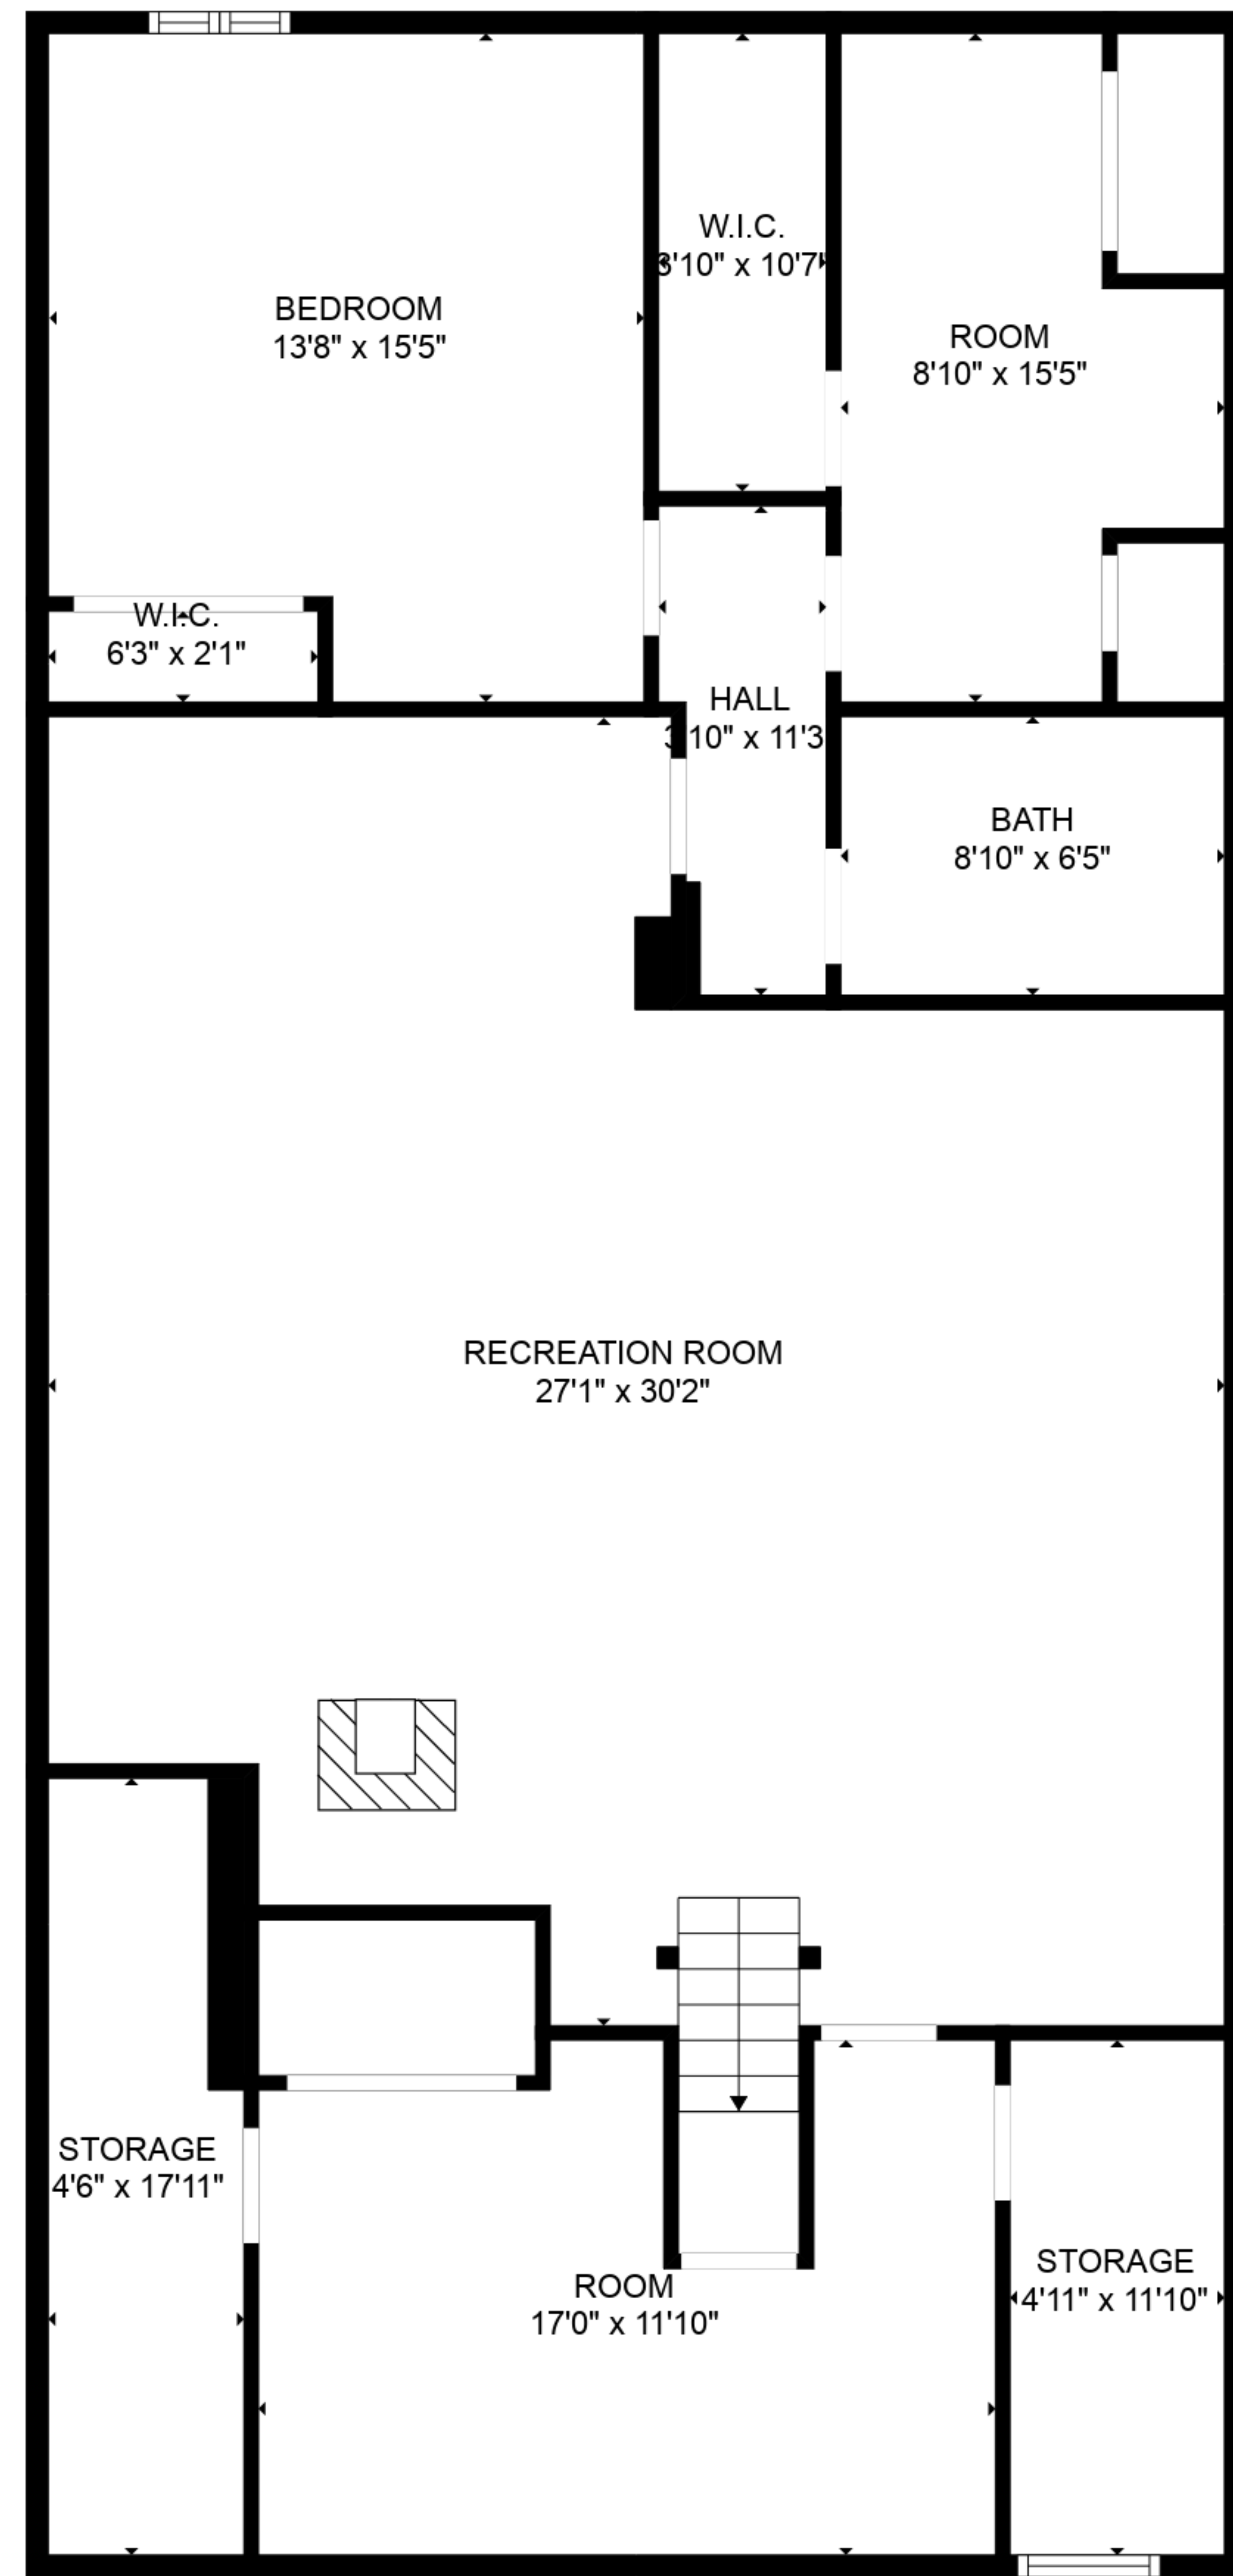 W.I.C.
3'10" x 10'7"
BEDROOM
13'8" x 15'5"
ROOM
8'10" x 15'5"
W.I.C.
6'3" x 2'1"
HALL
3'10" x 11'3
BATH
8'10" x 6'5"
RECREATION ROOM
27'1" x 30'2"
STORAGE
4'6" x 17'11"
STORAGE
4'11" x 11'10"
ROOM
17'0" x 11'10"